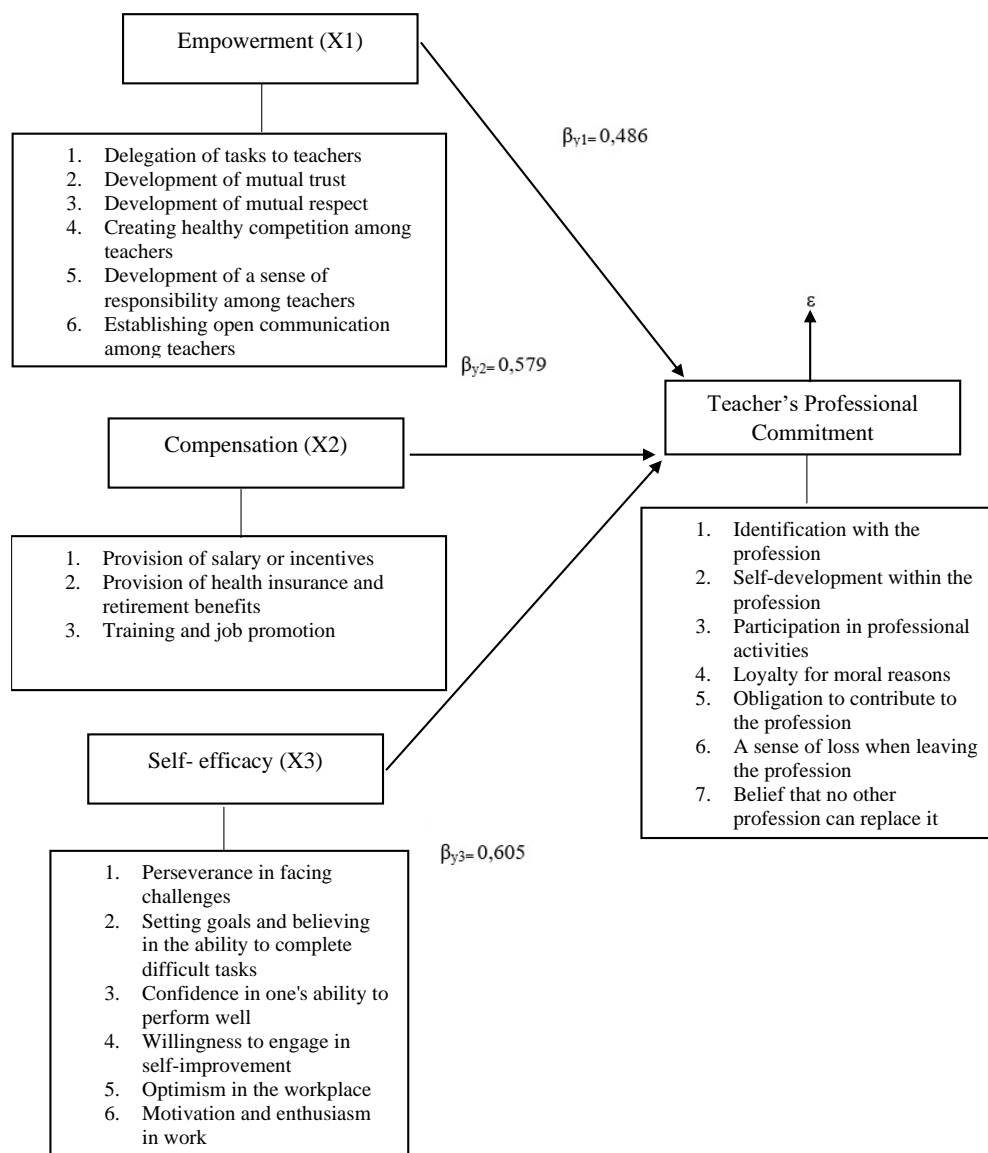 Empowerment (X1)
βy1= 0,486
1. Delegation of tasks to teachers
2. Development of mutual trust
3. Development of mutual respect
4. Creating healthy competition among
teachers
5. Development of a sense of
responsibility among teachers
6. Establishing open communication
among teachers
ε
βy2= 0,579
Teacher’s Professional
Commitment
Compensation (X2)
1. Provision of salary or incentives
2. Provision of health insurance and
retirement benefits
3. Training and job promotion
1. Identification with the
profession
2. Self-development within the
profession
3. Participation in professional
activities
4. Loyalty for moral reasons
5. Obligation to contribute to
the profession
6. A sense of loss when leaving
the profession
7. Belief that no other
profession can replace it
Self- efficacy (X3)
βy3= 0,605
1. Perseverance in facing
challenges
2. Setting goals and believing
in the ability to complete
difficult tasks
3. Confidence in one's ability to
perform well
4. Willingness to engage in
self-improvement
5. Optimism in the workplace
6. Motivation and enthusiasm
in work